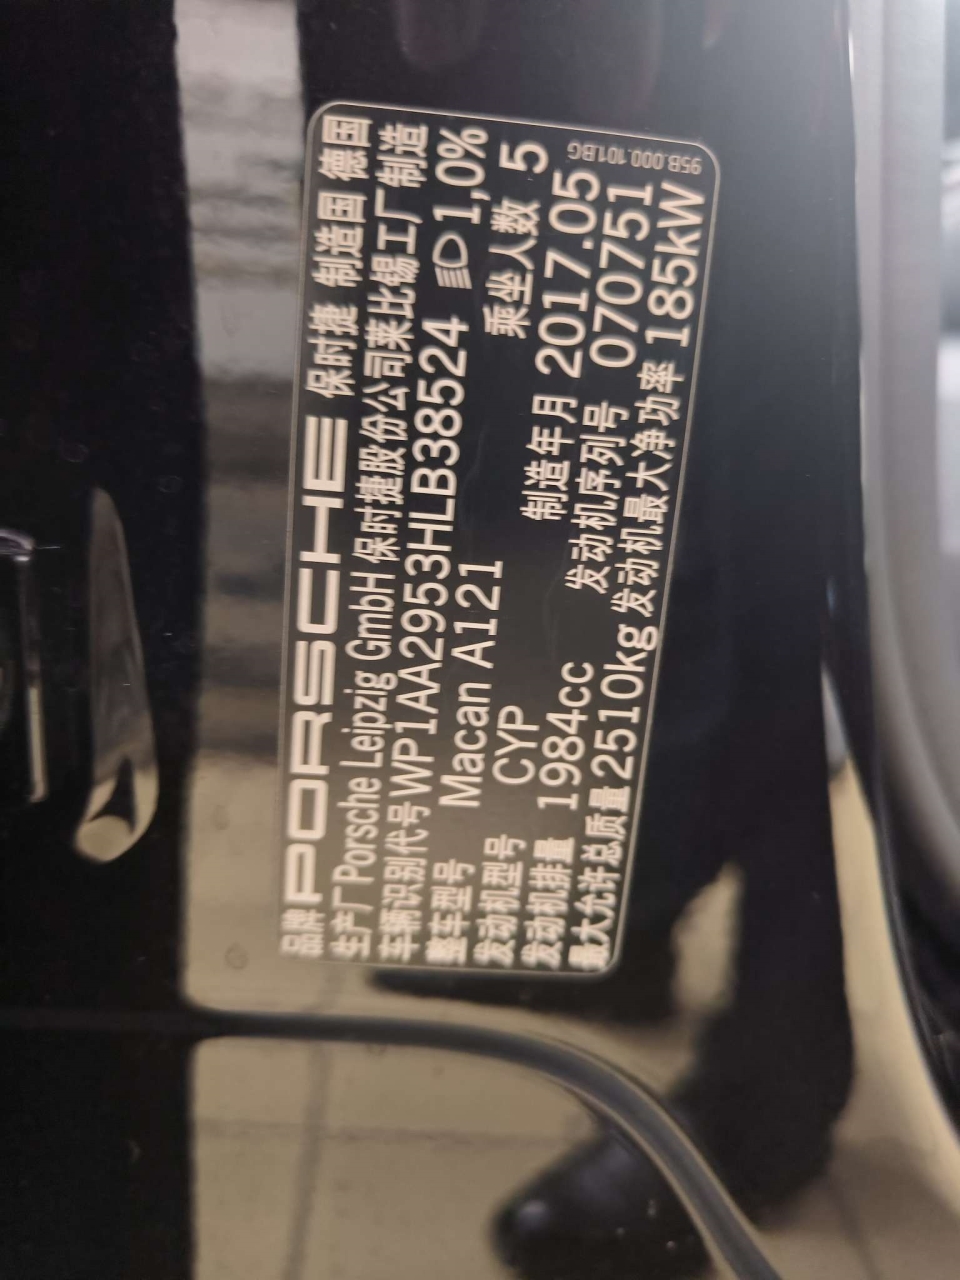 品牌 PORSCHE 保时捷 制造国 德国
生产厂 Porsche Leipzig GmbH 保时捷股份公司莱比锡工厂制造
车辆识别代号 WP1AA2953HLB38524 1,0%
整车型号 Macan A121 乘坐人数 5
发动机型号 CYP 制造年月 2017.05
发动机排量 1984cc 发动机序列号 070751
最大允许总质量 2510kg 发动机最大净功率 185kW
95B.000.101.BG